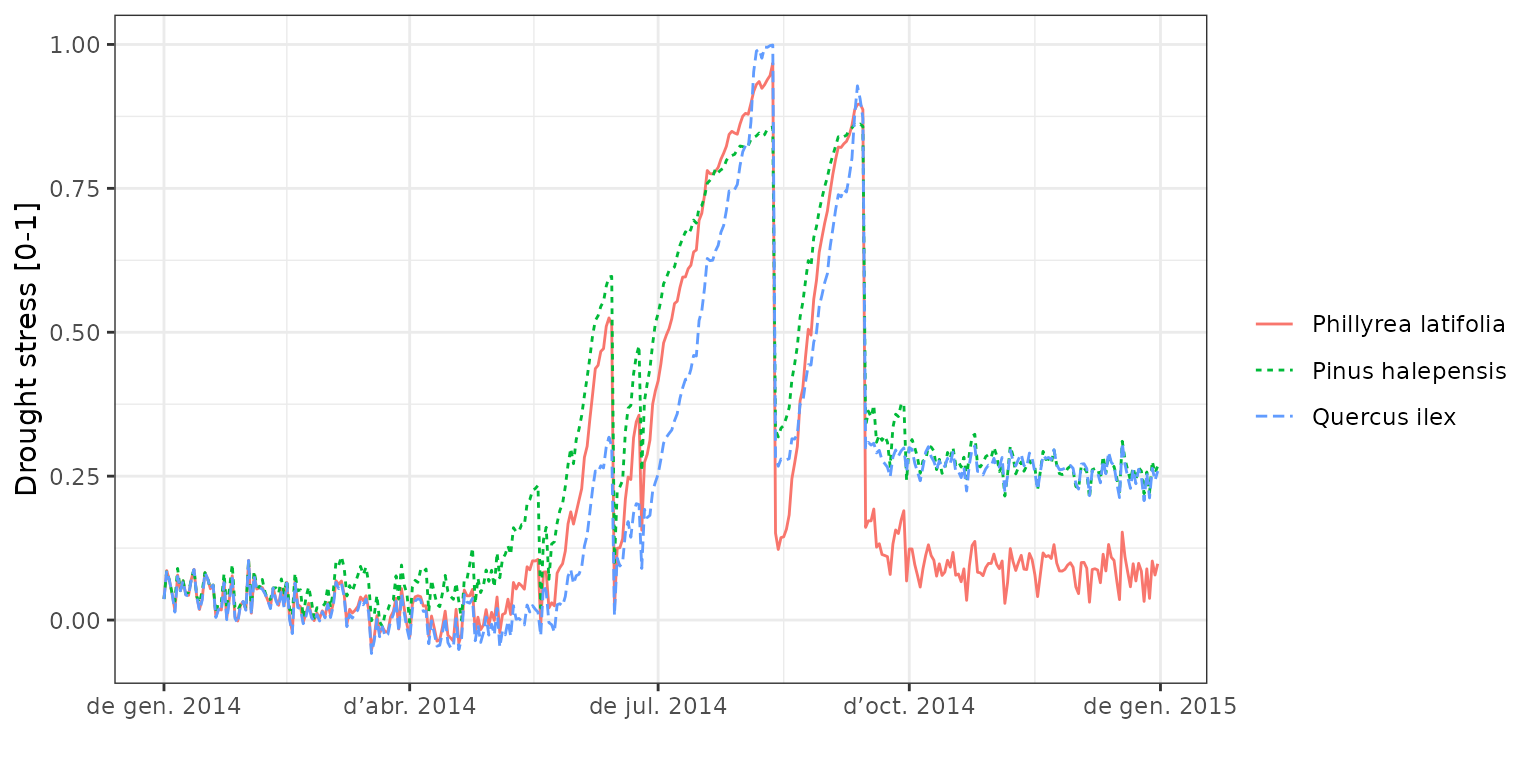 Drought stress [0-1]
1.00
0.75
0.50
0.25
0.00
de gen. 2014
d’abr. 2014
de jul. 2014
d’oct. 2014
de gen. 2015
Phillyrea latifolia
Pinus halepensis
Quercus ilex